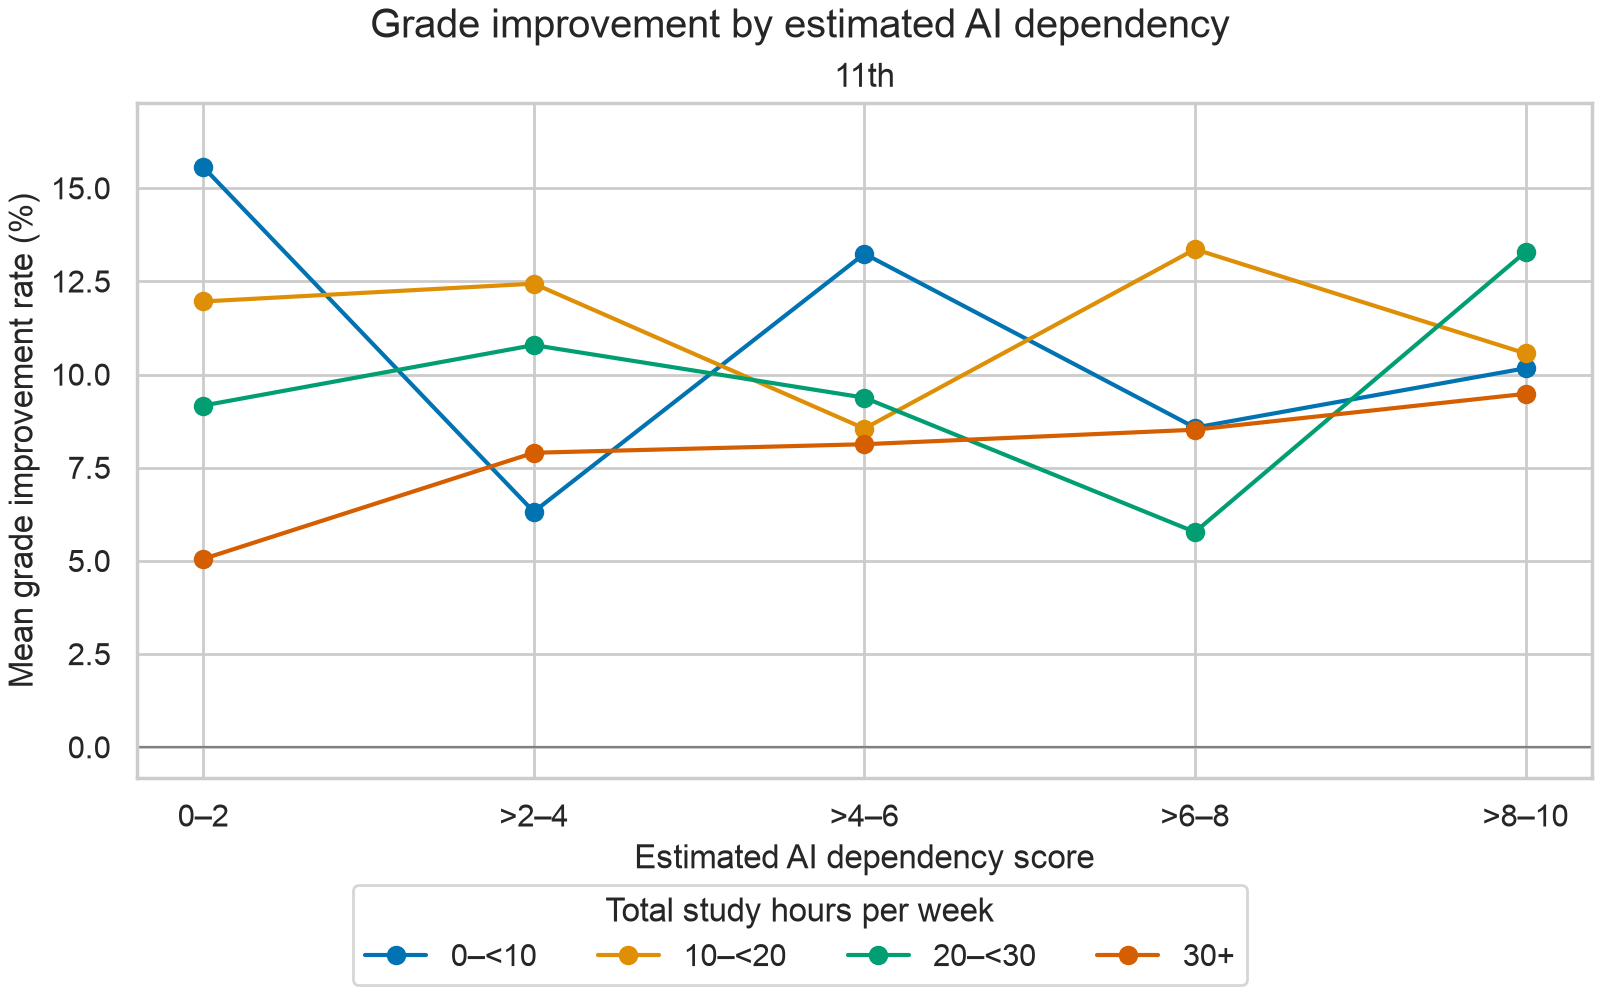 Grade improvement by estimated AI dependency
11th
Mean grade improvement rate (%)
15.0
12.5
10.0
7.5
5.0
2.5
0.0
0–2 >2–4 >4–6 >6–8 >8–10
Estimated AI dependency score
Total study hours per week
0–<10 10–<20 20–<30 30+